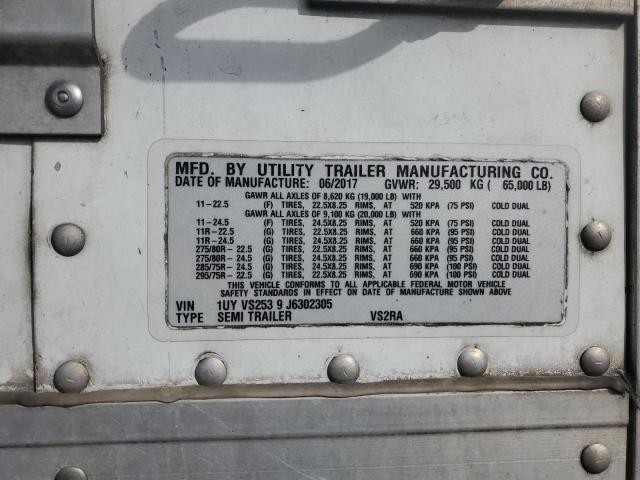 MFD. BY UTILITY TRAILER MANUFACTURING CO.
DATE OF MANUFACTURE: 06/2017 GVWR: 29,500 KG ( 65,000 LB)
GAWR ALL AXLES OF 8,620 KG (19,000 LB) WITH
11-22.5 (F) TIRES, 22.5X8.25 RIMS, AT 520 KPA (75 PSI) COLD DUAL
GAWR ALL AXLES OF 9,100 KG (20,000 LB) WITH
11-24.5 (F) TIRES, 24.5X8.25 RIMS, AT 520 KPA (75 PSI) COLD DUAL
11R-22.5 (G) TIRES, 22.5X8.25 RIMS, AT 660 KPA (95 PSI) COLD DUAL
11R-24.5 (G) TIRES, 24.5X8.25 RIMS, AT 660 KPA (95 PSI) COLD DUAL
275/80R-22.5 (G) TIRES, 22.5X8.25 RIMS, AT 660 KPA (95 PSI) COLD DUAL
275/80R-24.5 (G) TIRES, 24.5X8.25 RIMS, AT 660 KPA (95 PSI) COLD DUAL
285/75R-24.5 (G) TIRES, 24.5X8.25 RIMS, AT 690 KPA (100 PSI) COLD DUAL
295/75R-22.5 (G) TIRES, 22.5X8.25 RIMS, AT 690 KPA (100 PSI) COLD DUAL
THIS VEHICLE CONFORMS TO ALL APPLICABLE FEDERAL MOTOR VEHICLE
SAFETY STANDARDS IN EFFECT ON DATE OF MANUFACTURE SHOWN ABOVE
VIN 1UY VS253 9 J6302305
TYPE SEMI TRAILER VS2RA